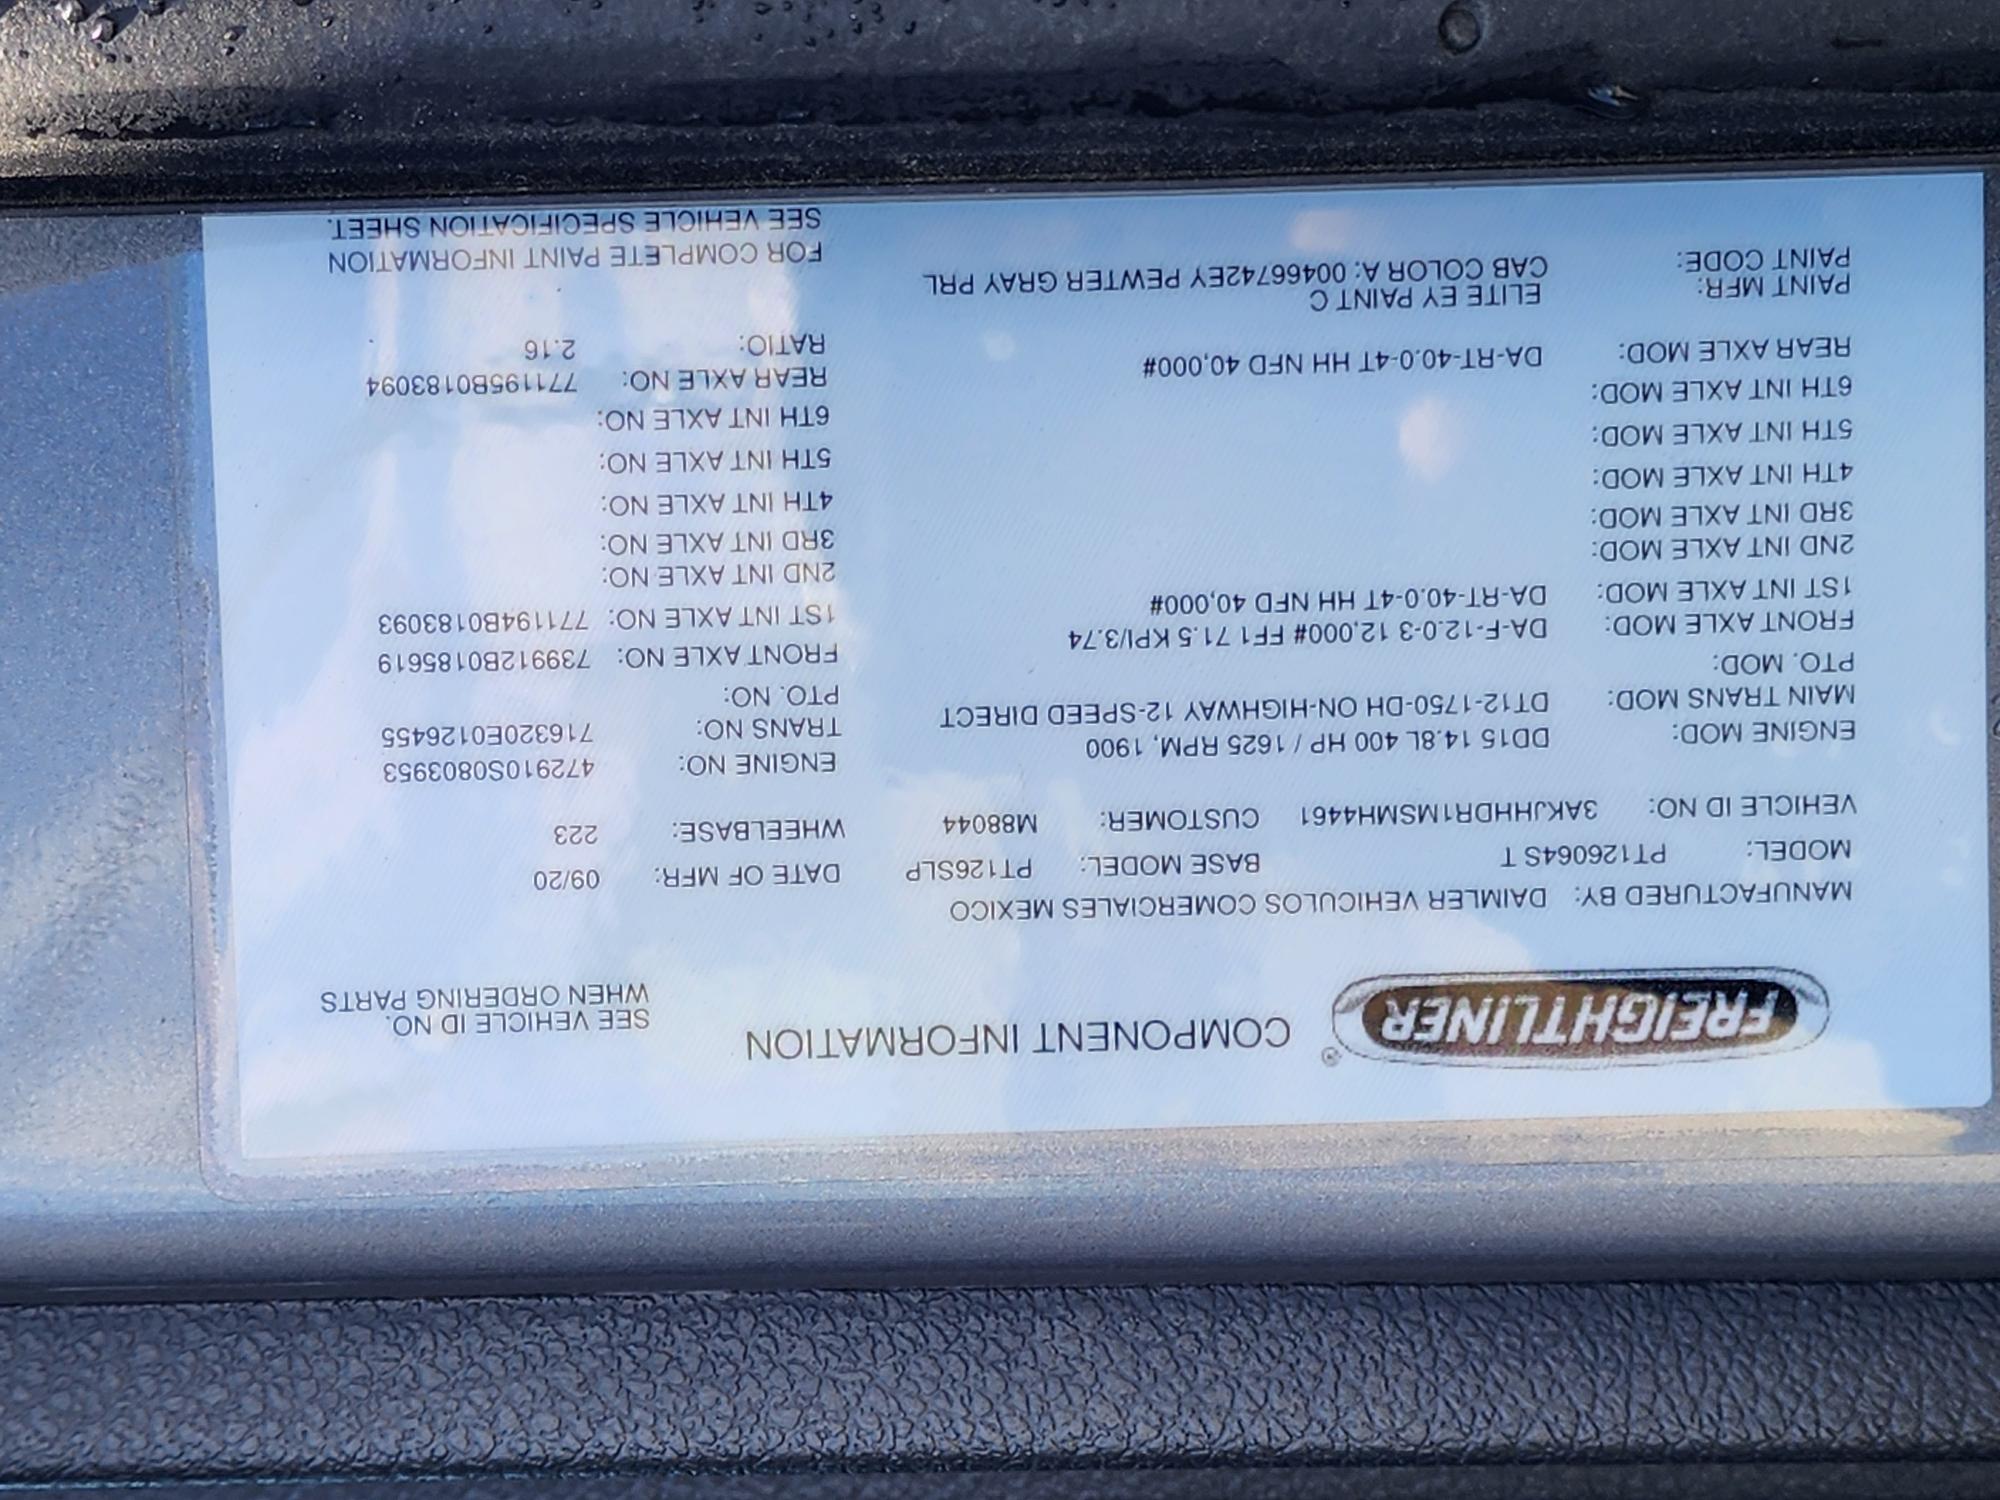 FREIGHTLINER® COMPONENT INFORMATION
SEE VEHICLE ID NO.
WHEN ORDERING PARTS
MANUFACTURED BY: DAIMLER VEHICULOS COMERCIALES MEXICO
MODEL: PT126064S T BASE MODEL: PT126SLP DATE OF MFR: 09/20
VEHICLE ID NO: 3AKJHHDR1MSMH4461 CUSTOMER: M88044 WHEELBASE: 223
ENGINE MOD: DD15 14.8L 400 HP / 1625 RPM, 1900 ENGINE NO: 472910S0803953
MAIN TRANS MOD: DT12-1750-DH ON-HIGHWAY 12-SPEED DIRECT TRANS NO: 716320E0126455
PTO. MOD: PTO. NO:
FRONT AXLE MOD: DA-F-12.0-3 12,000# FF1 71.5 KPI/3.74 FRONT AXLE NO: 739912B0185619
1ST INT AXLE MOD: DA-RT-40.0-4T HH NFD 40,000# 1ST INT AXLE NO: 771194B0183093
2ND INT AXLE MOD: 2ND INT AXLE NO:
3RD INT AXLE MOD: 3RD INT AXLE NO:
4TH INT AXLE MOD: 4TH INT AXLE NO:
5TH INT AXLE MOD: 5TH INT AXLE NO:
6TH INT AXLE MOD: 6TH INT AXLE NO:
REAR AXLE MOD: DA-RT-40.0-4T HH NFD 40,000# REAR AXLE NO: 771195B0183094
RATIO: 2.16
PAINT MFR: ELITE EY PAINT C
PAINT CODE: CAB COLOR A: 00466742EY PEWTER GRAY PRL
FOR COMPLETE PAINT INFORMATION
SEE VEHICLE SPECIFICATION SHEET.